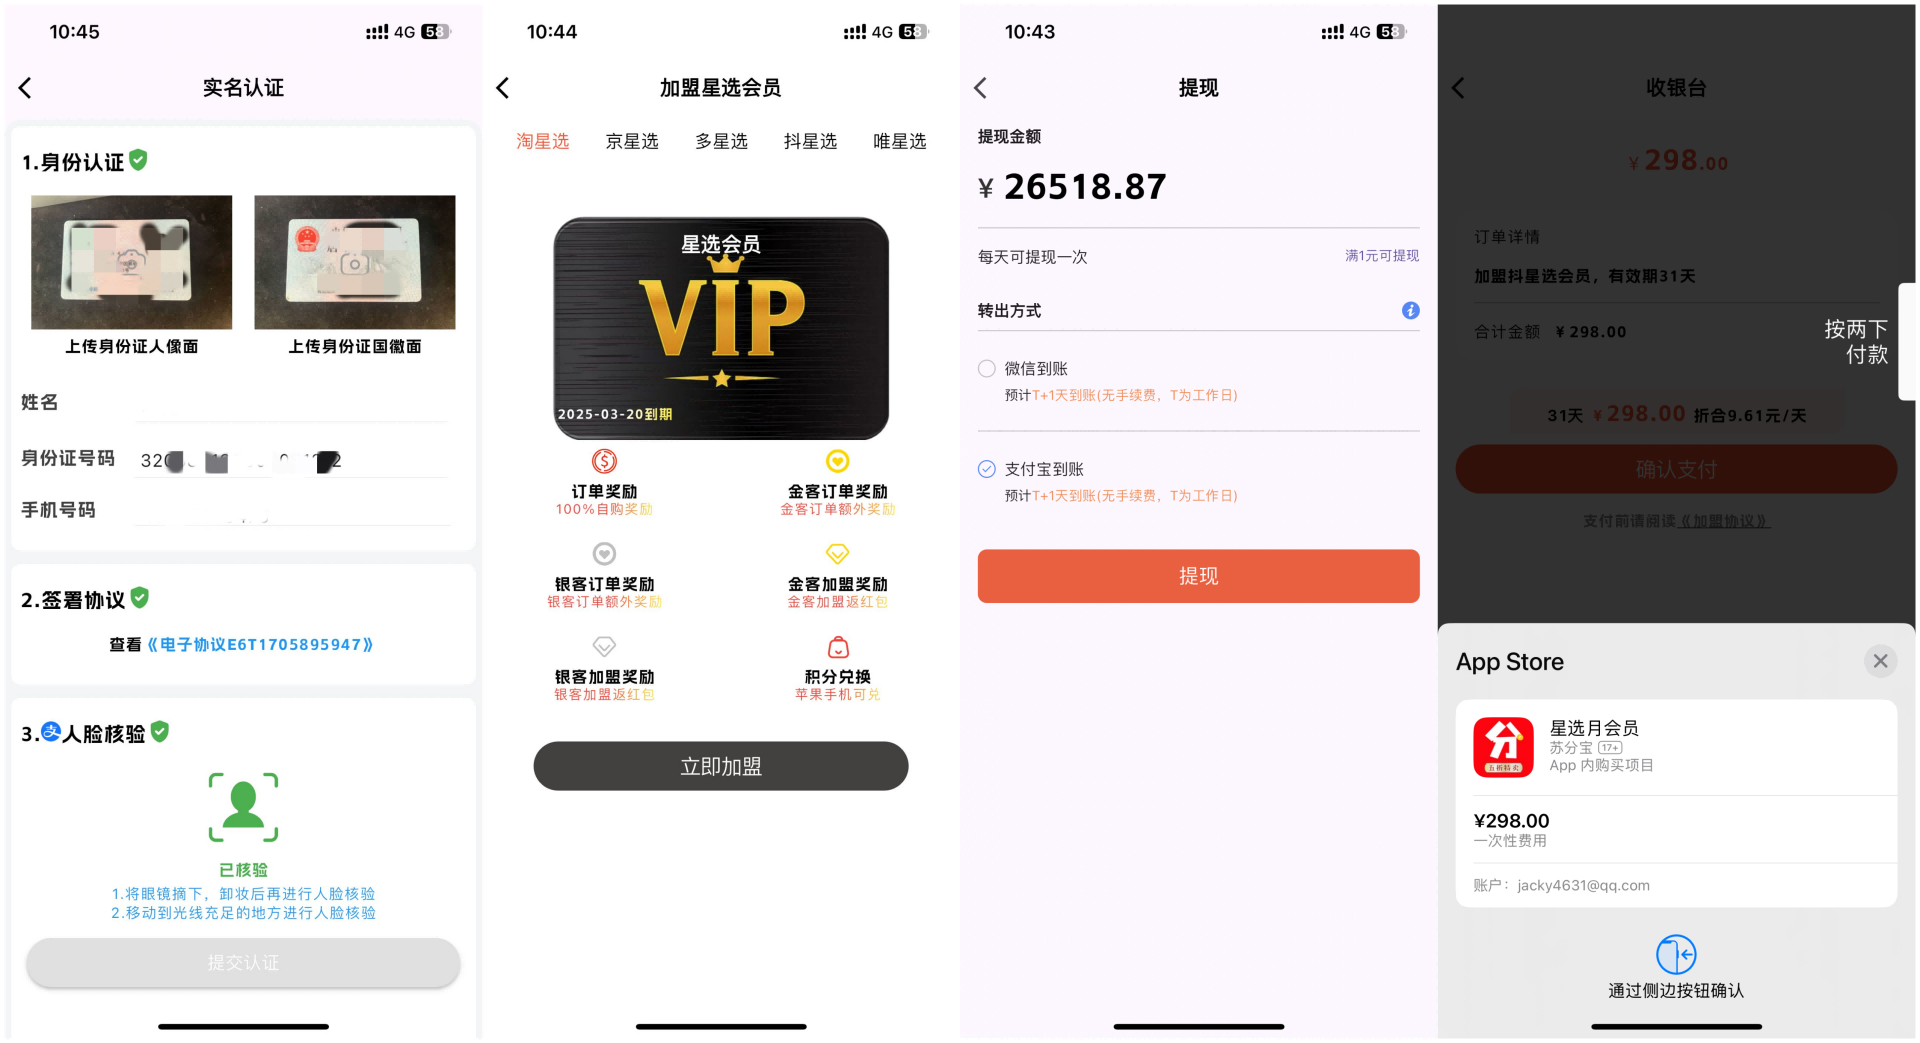 10:45
4G 58
实名认证
1.身份认证
上传身份证人像面
上传身份证国徽面
姓名
身份证号码
手机号码
2.签署协议
查看《电子协议E6T1705895947》
3.支人脸核验
已核验
1.将眼镜摘下，卸妆后再进行人脸核验
2.移动到光线充足的地方进行人脸核验
提交认证
10:44
4G 58
加盟星选会员
淘星选 京星选 多星选 抖星选 唯星选
星选会员
VIP
2025-03-20到期
订单奖励
100%自购奖励
金客订单奖励
金客订单额外奖励
银客订单奖励
银客订单额外奖励
金客加盟奖励
金客加盟返红包
银客加盟奖励
银客加盟返红包
积分兑换
苹果手机可兑
立即加盟
10:43
4G 58
提现
提现金额
¥ 26518.87
每天可提现一次
满1元可提现
转出方式
微信到账
预计T+1天到账(无手续费，T为工作日)
支付宝到账
预计T+1天到账(无手续费，T为工作日)
提现
收银台
¥ 298.00
订单详情
加盟抖星选会员，有效期31天
合计金额 ¥ 298.00
按两下
付款
31天 ¥ 298.00 折合9.61元/天
确认支付
支付前请阅读《加盟协议》
App Store
分
五折特卖
星选月会员
苏分宝 17+
App 内购买项目
¥298.00
一次性费用
账户：jacky4631@qq.com
通过侧边按钮确认